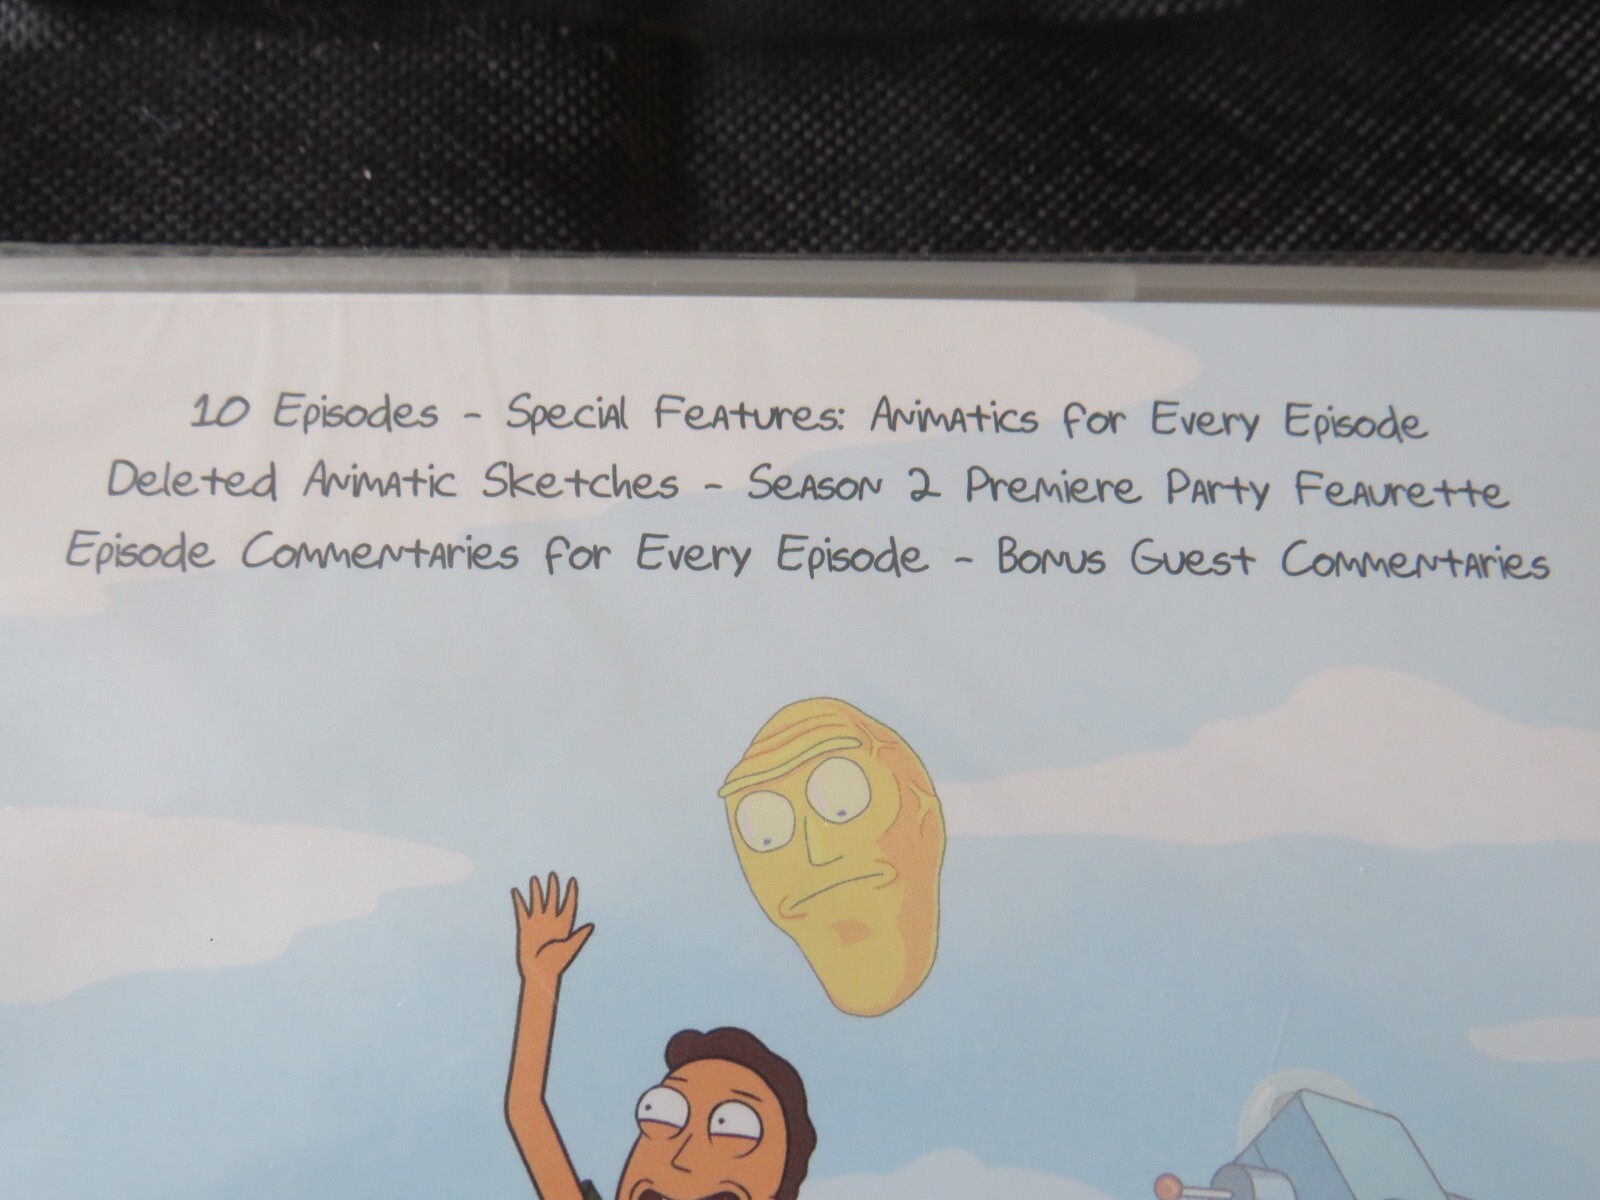 10 Episodes - Special Features: Animatics for Every Episode
Deleted Animatic Sketches - Season 2 Premiere Party Feaurette
Episode Commentaries for Every Episode - Bonus Guest Commentaries